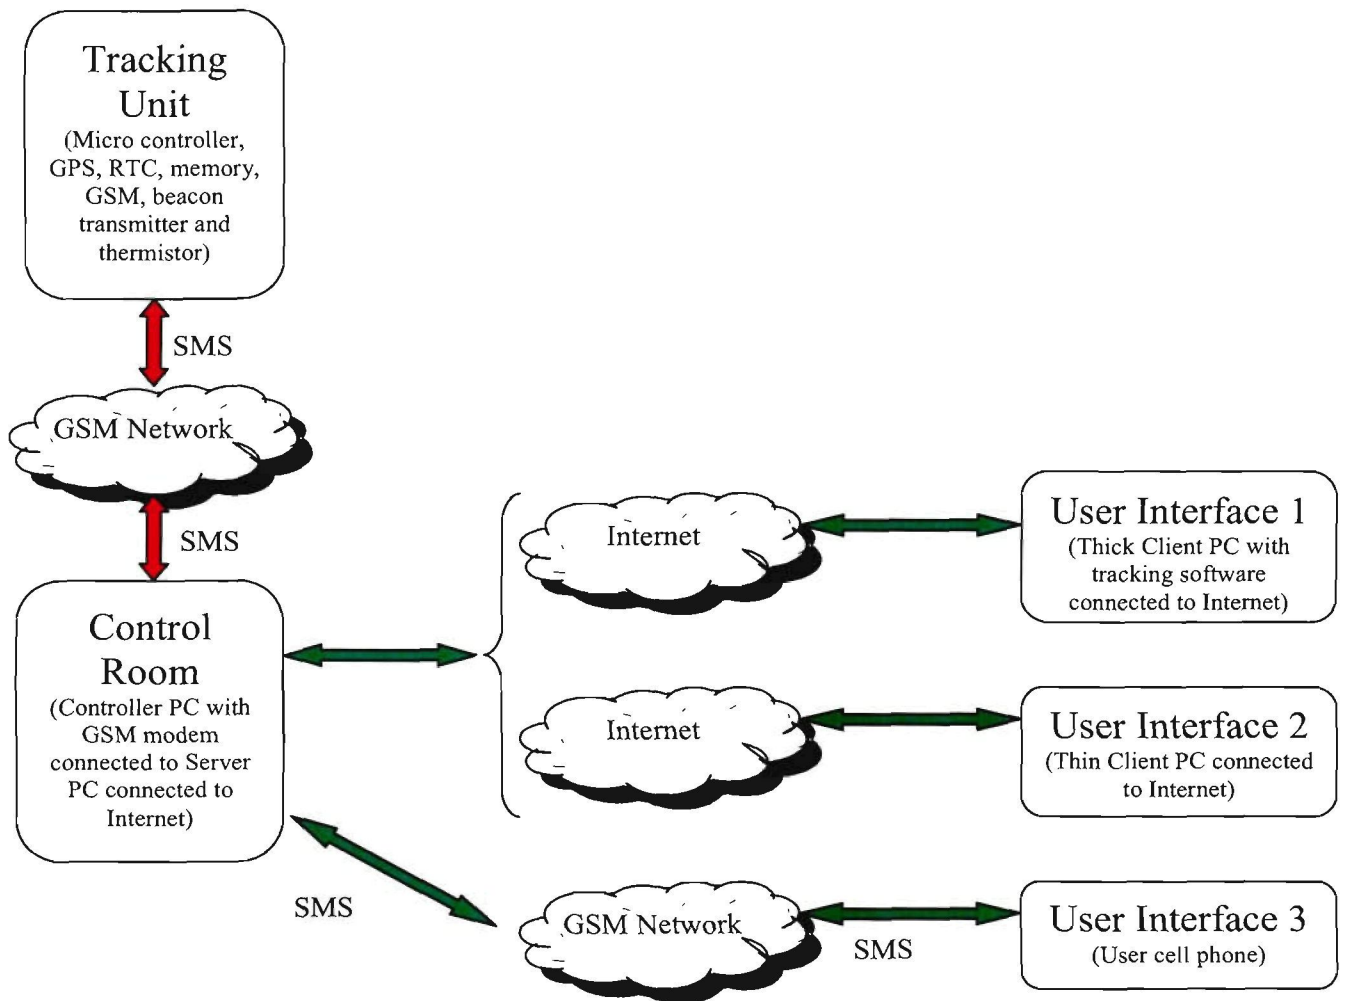 Tracking
Unit
(Micro controller,
GPS, RTC, memory,
GSM, beacon
transmitter and
thermistor)
SMS
GSM Network
SMS
Control
Room
(Controller PC with
GSM modem
connected to Server
PC connected to
Internet)
Internet
User Interface 1
(Thick Client PC with
tracking software
connected to Internet)
Internet
User Interface 2
(Thin Client PC connected
to Internet)
SMS
GSM Network
SMS
User Interface 3
(User cell phone)